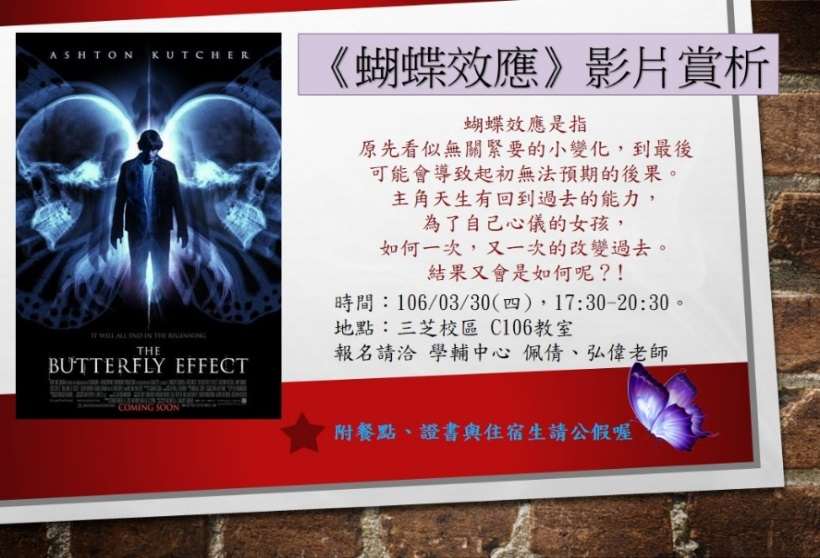 ASHTON KUTCHER
IT WILL ALL END IN THE BEGINNING.
THE
BUTTERFLY EFFECT
COMING SOON
《蝴蝶效應》影片賞析
蝴蝶效應是指
原先看似無關緊要的小變化，到最後
可能會導致起初無法預期的後果。
主角天生有回到過去的能力，
為了自己心儀的女孩，
如何一次，又一次的改變過去。
結果又會是如何呢？!
時間：106/03/30(四)，17:30-20:30。
地點：三芝校區 C106教室
報名請洽 學輔中心 佩倩、弘偉老師
附餐點、證書與住宿生請公假喔